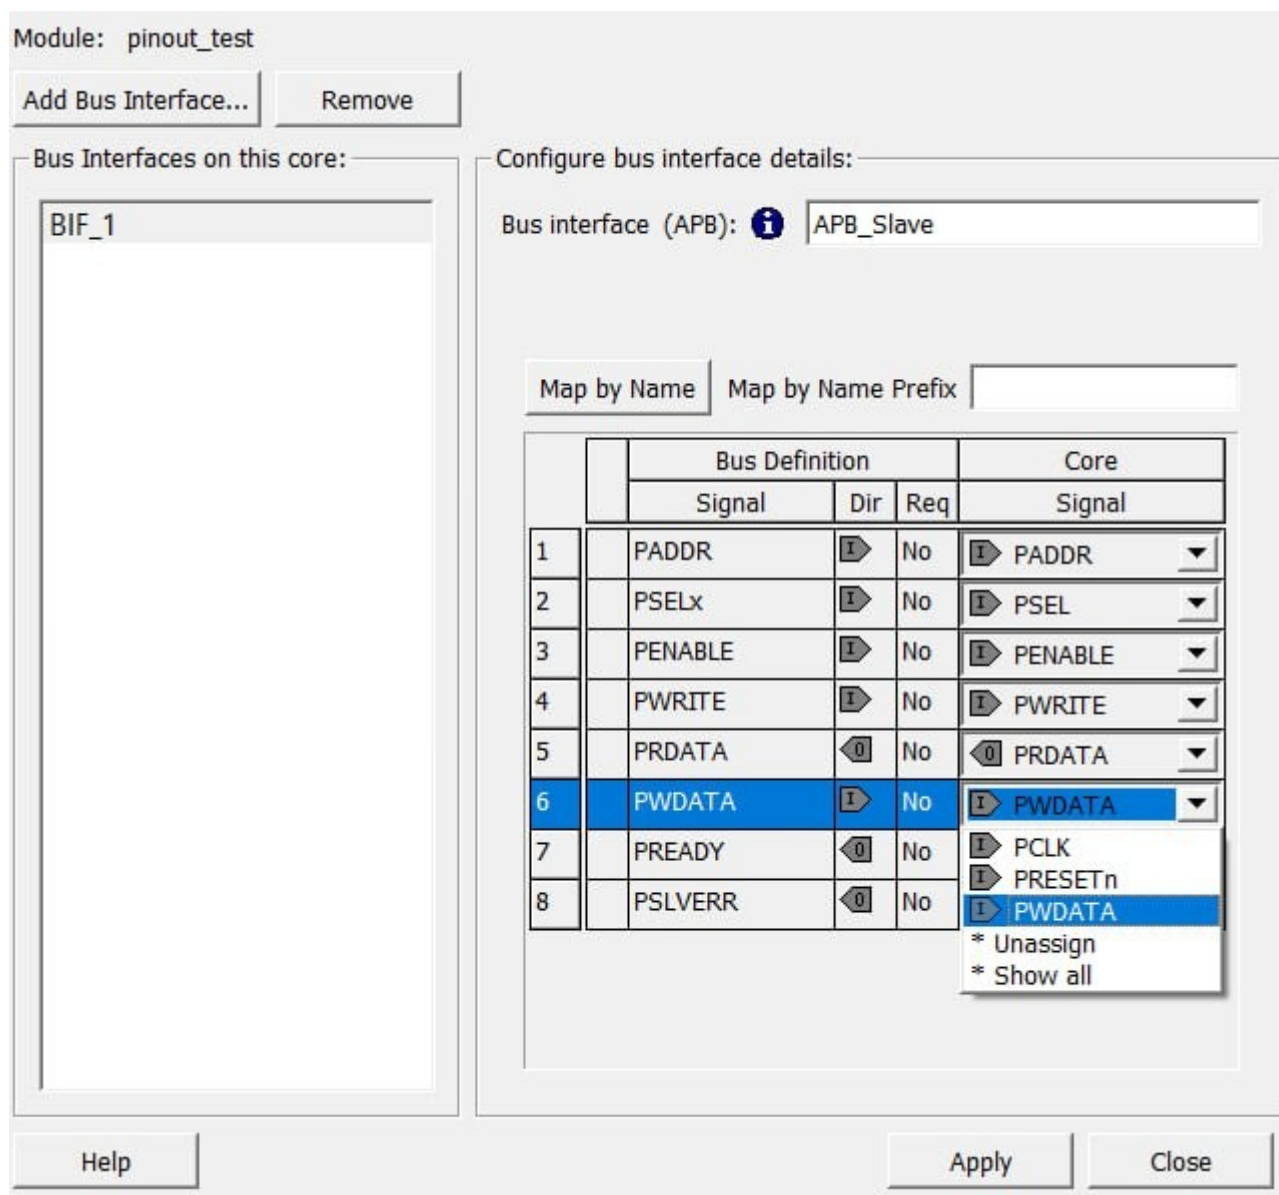 Module: pinout_test
Add Bus Interface... Remove
Bus Interfaces on this core:
BIF_1
Configure bus interface details:
Bus interface (APB): i APB_Slave
Map by Name Map by Name Prefix
Bus Definition Core
Signal Dir Req Signal
1 PADDR I No I PADDR
2 PSELx I No I PSEL
3 PENABLE I No I PENABLE
4 PWRITE I No I PWRITE
5 PRDATA O No O PRDATA
6 PWDATA I No I PWDATA
7 PREADY O No
8 PSLVERR O No
I PCLK
I PRESETn
I PWDATA
* Unassign
* Show all
Help Apply Close